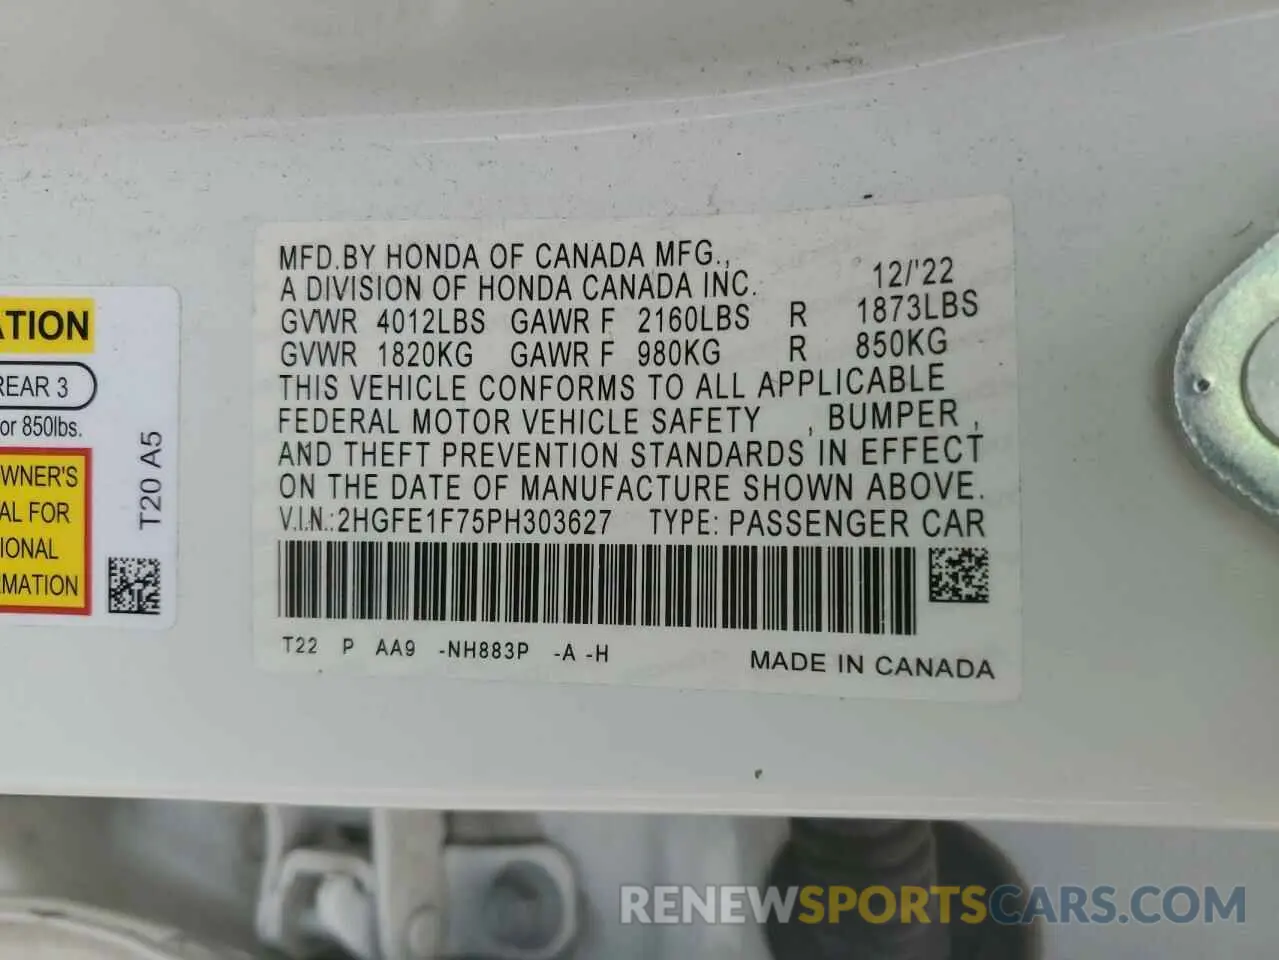 MFD.BY HONDA OF CANADA MFG.,
A DIVISION OF HONDA CANADA INC. 12/'22
GVWR 4012LBS GAWR F 2160LBS R 1873LBS
GVWR 1820KG GAWR F 980KG R 850KG
THIS VEHICLE CONFORMS TO ALL APPLICABLE
FEDERAL MOTOR VEHICLE SAFETY , BUMPER ,
AND THEFT PREVENTION STANDARDS IN EFFECT
ON THE DATE OF MANUFACTURE SHOWN ABOVE.
V.I.N.:2HGFE1F75PH303627 TYPE: PASSENGER CAR
T22 P AA9 -NH883P -A -H
MADE IN CANADA
ATION
REAR 3
or 850lbs.
OWNER'S
AL FOR
IONAL
RMATION
T20 A5
RENEWSPORTSCARS.COM